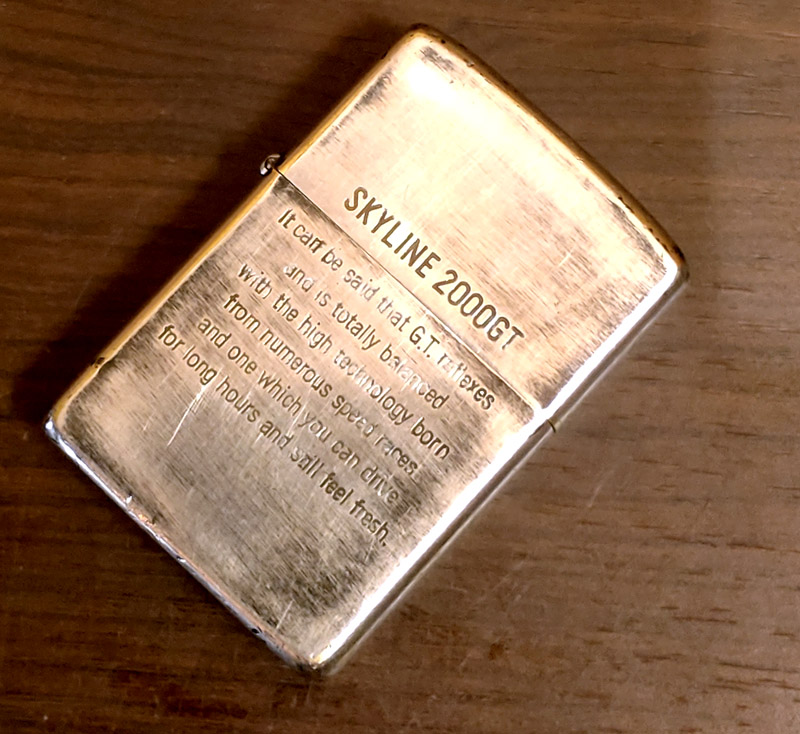 SKYLINE 2000GT
It can be said that G.T. reflexes
and is totally balanced
with the high technology born
from numerous speed races,
and one which you can drive
for long hours and still feel fresh.